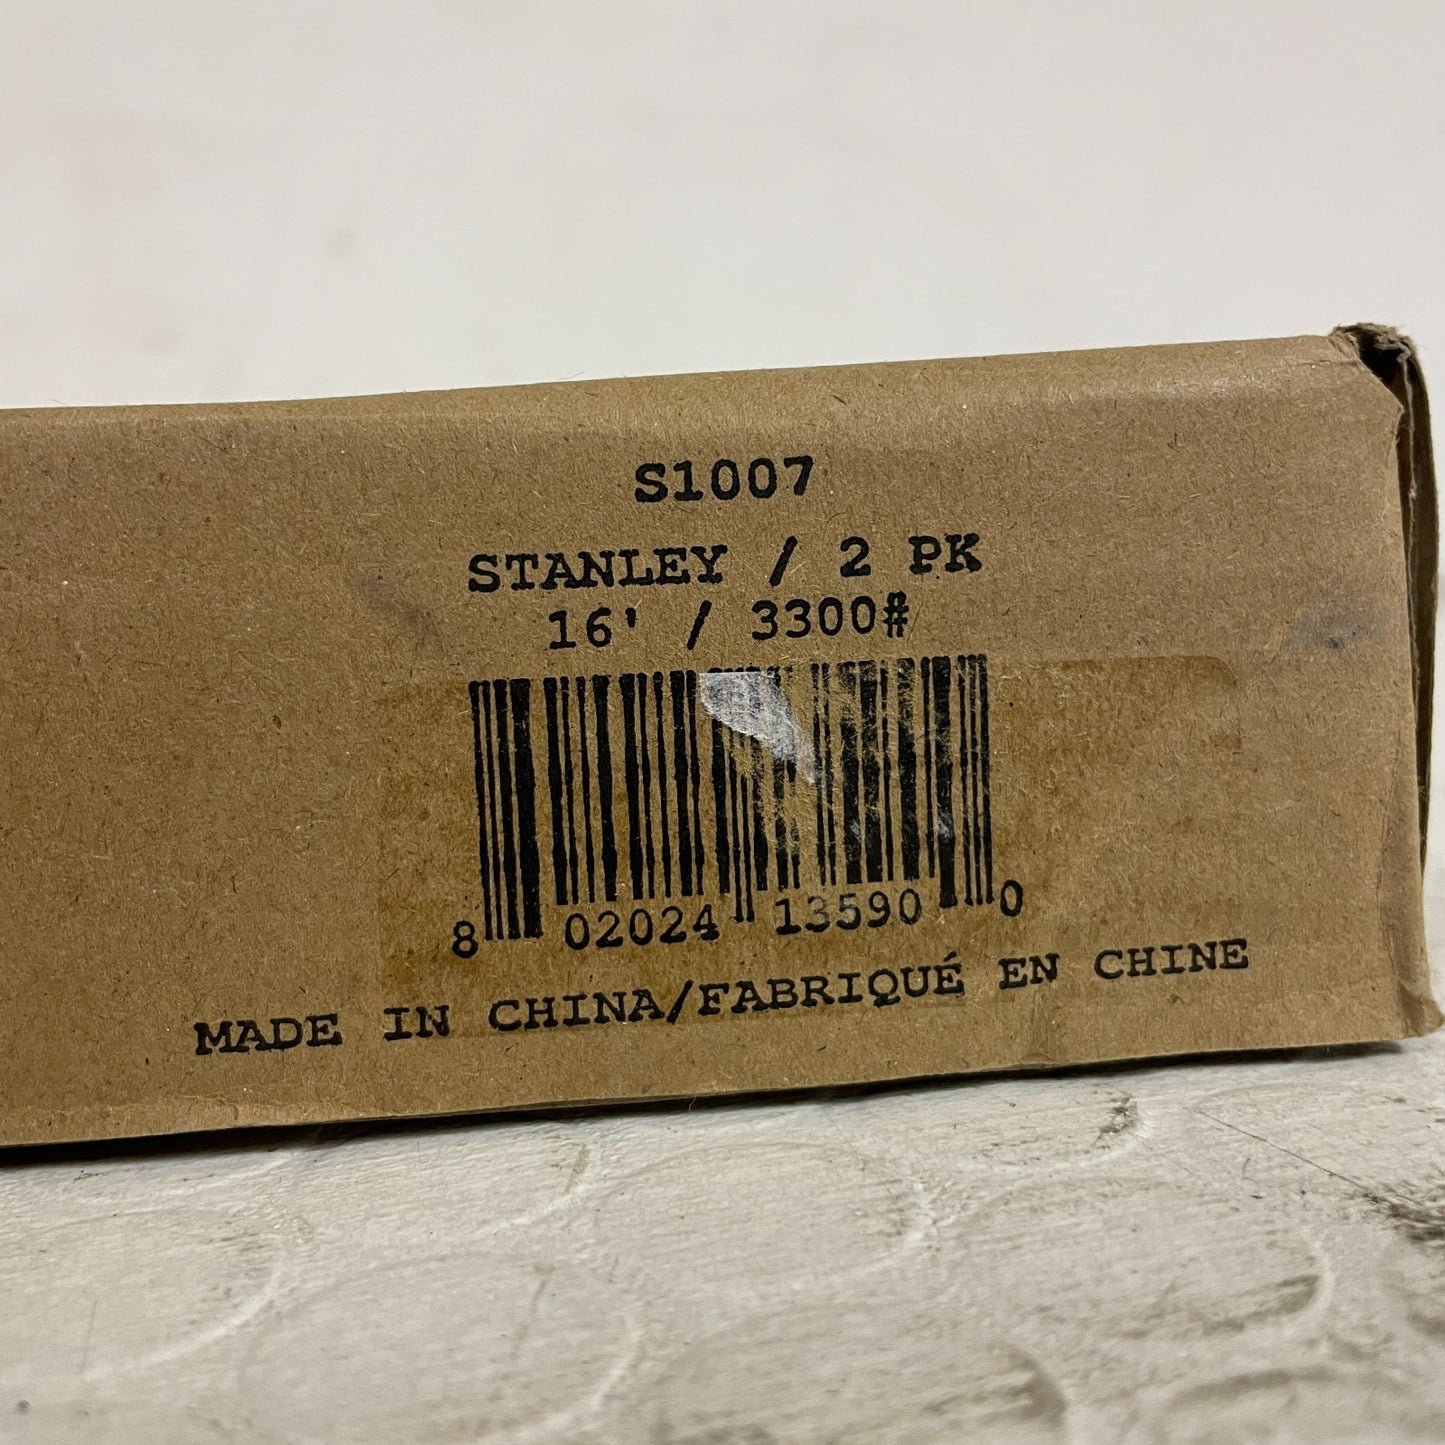 S1007
STANLEY / 2 PK
16' / 3300#
8 02024 13590 0
MADE IN CHINA/FABRIQUÉ EN CHINE